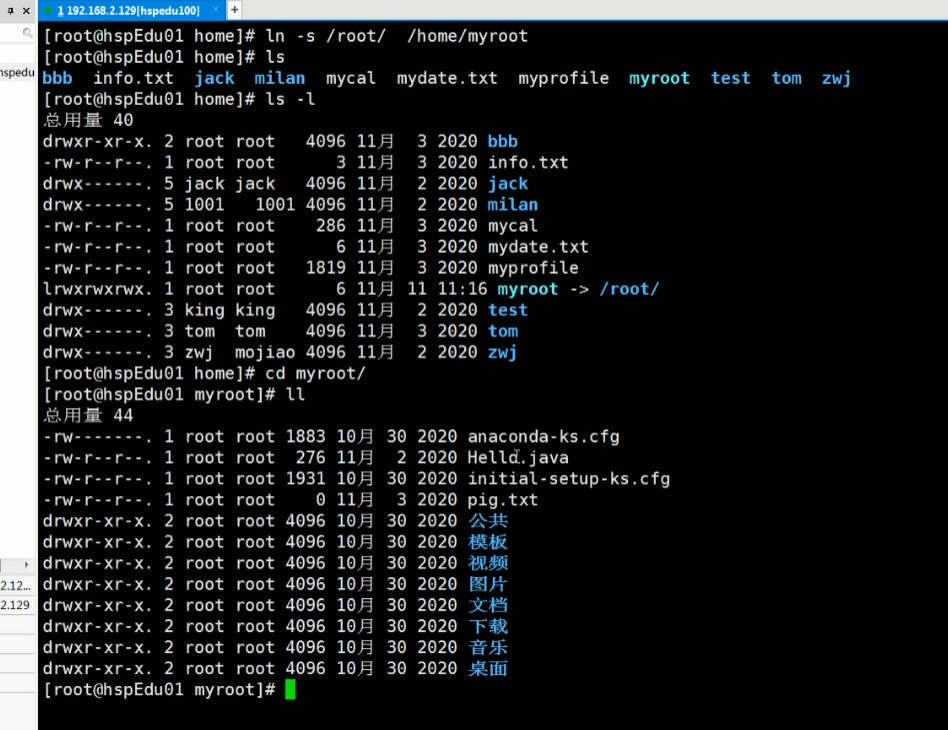 1 192.168.2.129[hspedu100] × +
[root@hspEdu01 home]# ln -s /root/  /home/myroot
[root@hspEdu01 home]# ls
bbb  info.txt  jack  milan  mycal  mydate.txt  myprofile  myroot  test  tom  zwj
[root@hspEdu01 home]# ls -l
总用量 40
drwxr-xr-x. 2 root root   4096 11月  3 2020 bbb
-rw-r--r--. 1 root root      3 11月  3 2020 info.txt
drwx------. 5 jack jack   4096 11月  2 2020 jack
drwx------. 5 1001   1001 4096 11月  2 2020 milan
-rw-r--r--. 1 root root    286 11月  3 2020 mycal
-rw-r--r--. 1 root root      6 11月  3 2020 mydate.txt
-rw-r--r--. 1 root root   1819 11月  3 2020 myprofile
lrwxrwxrwx. 1 root root      6 11月 11 11:16 myroot -> /root/
drwx------. 3 king king   4096 11月  2 2020 test
drwx------. 3 tom  tom    4096 11月  3 2020 tom
drwx------. 3 zwj  mojiao 4096 11月  2 2020 zwj
[root@hspEdu01 home]# cd myroot/
[root@hspEdu01 myroot]# ll
总用量 44
-rw-------. 1 root root 1883 10月 30 2020 anaconda-ks.cfg
-rw-r--r--. 1 root root  276 11月  2 2020 Hello.java
-rw-r--r--. 1 root root 1931 10月 30 2020 initial-setup-ks.cfg
-rw-r--r--. 1 root root    0 11月  3 2020 pig.txt
drwxr-xr-x. 2 root root 4096 10月 30 2020 公共
drwxr-xr-x. 2 root root 4096 10月 30 2020 模板
drwxr-xr-x. 2 root root 4096 10月 30 2020 视频
drwxr-xr-x. 2 root root 4096 10月 30 2020 图片
drwxr-xr-x. 2 root root 4096 10月 30 2020 文档
drwxr-xr-x. 2 root root 4096 10月 30 2020 下载
drwxr-xr-x. 2 root root 4096 10月 30 2020 音乐
drwxr-xr-x. 2 root root 4096 10月 30 2020 桌面
[root@hspEdu01 myroot]#
hspedu
2.12...
2.129